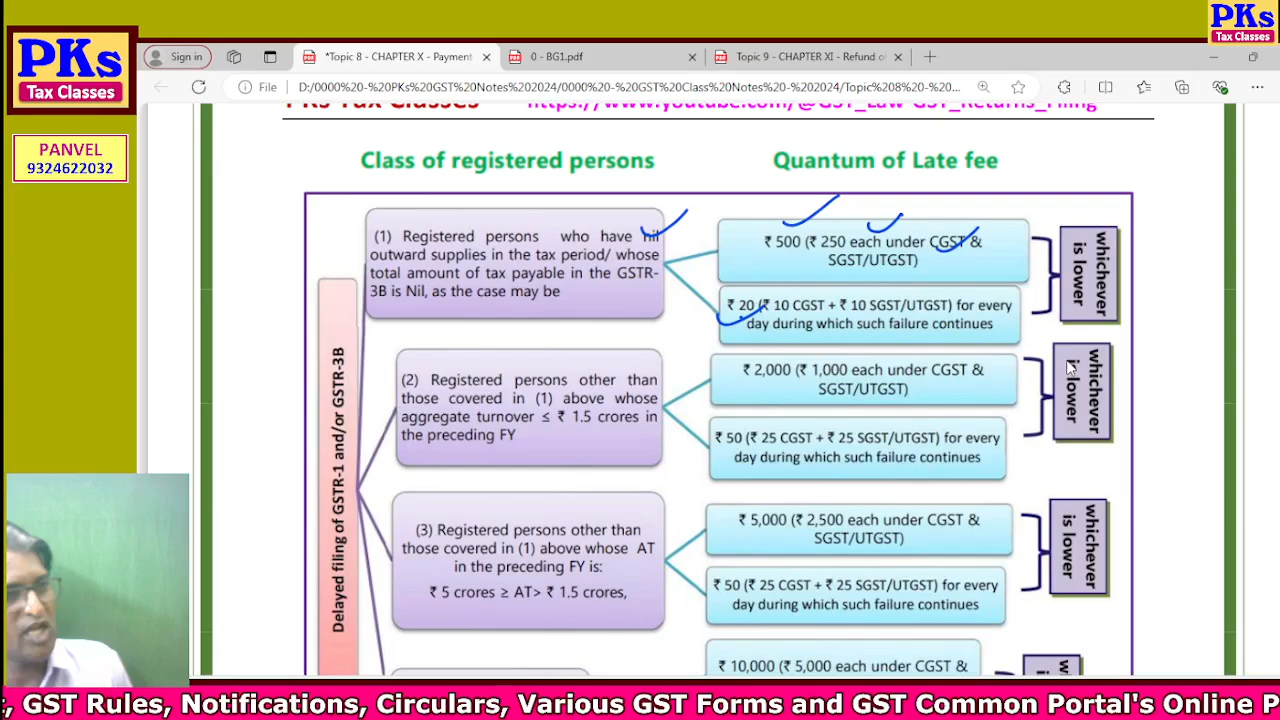 PKs
Tax Classes
PKs
Tax Classes
PANVEL
9324622032
Sign in
*Topic 8 - CHAPTER X - Payment
0 - BG1.pdf
Topic 9 - CHAPTER XI - Refund of
File
D:/0000%20-%20PKs%20GST%20Notes%202024/0000%20-%20GST%20Class%20Notes%20-%202024/Topic%208%20-%20...
PKs Tax Classes https://www.youtube.com/@GST_Law-GST_Returns_Filing
Class of registered persons
Quantum of Late fee
Delayed filing of GSTR-1 and/or GSTR-3B
(1) Registered persons who have nil
outward supplies in the tax period/ whose
total amount of tax payable in the GSTR-
3B is Nil, as the case may be
₹ 500 (₹ 250 each under CGST &
SGST/UTGST)
₹ 20 (₹ 10 CGST + ₹ 10 SGST/UTGST) for every
day during which such failure continues
whichever
is lower
(2) Registered persons other than
those covered in (1) above whose
aggregate turnover ≤ ₹ 1.5 crores in
the preceding FY
₹ 2,000 (₹ 1,000 each under CGST &
SGST/UTGST)
₹ 50 (₹ 25 CGST + ₹ 25 SGST/UTGST) for every
day during which such failure continues
whichever
is lower
(3) Registered persons other than
those covered in (1) above whose AT
in the preceding FY is:
₹ 5 crores ≥ AT> ₹ 1.5 crores,
₹ 5,000 (₹ 2,500 each under CGST &
SGST/UTGST)
₹ 50 (₹ 25 CGST + ₹ 25 SGST/UTGST) for every
day during which such failure continues
whichever
is lower
₹ 10,000 (₹ 5,000 each under CGST &
, GST Rules, Notifications, Circulars, Various GST Forms and GST Common Portal's Online